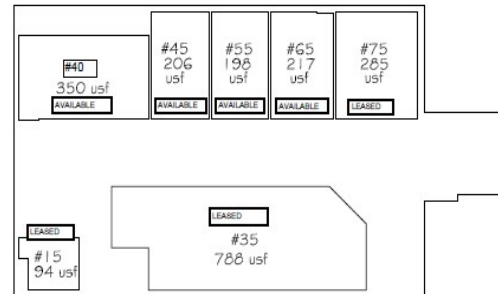 #40
350 usf
AVAILABLE
#45
206
usf
AVAILABLE
#55
198
usf
AVAILABLE
#65
217
usf
AVAILABLE
#75
285
usf
LEASED
LEASED
#15
94 usf
LEASED
#35
788 usf